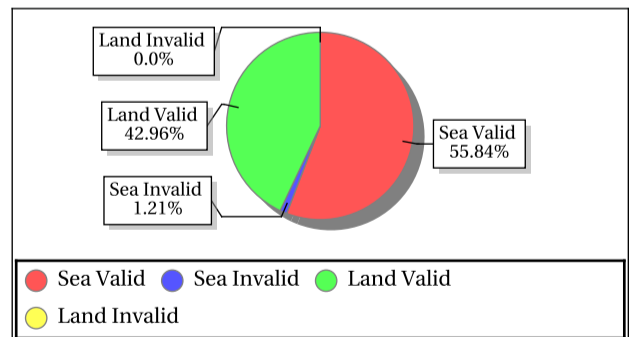 Land Invalid
0.0%
Land Valid
42.96%
Sea Valid
55.84%
Sea Invalid
1.21%
Sea Valid
Sea Invalid
Land Valid
Land Invalid